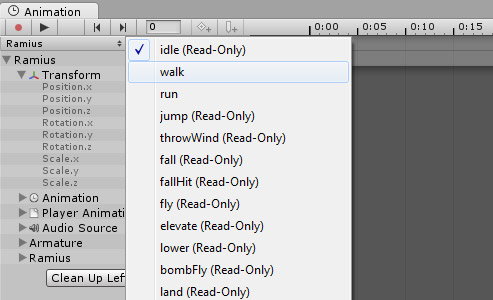 Animation
0
0:00 0:05 0:10 0:15
Ramius
Ramius
Transform
Position.x
Position.y
Position.z
Rotation.x
Rotation.y
Rotation.z
Scale.x
Scale.y
Scale.z
Animation
Player Animati
Audio Source
Armature
Ramius
Clean Up Left
idle (Read-Only)
walk
run
jump (Read-Only)
throwWind (Read-Only)
fall (Read-Only)
fallHit (Read-Only)
fly (Read-Only)
elevate (Read-Only)
lower (Read-Only)
bombFly (Read-Only)
land (Read-Only)